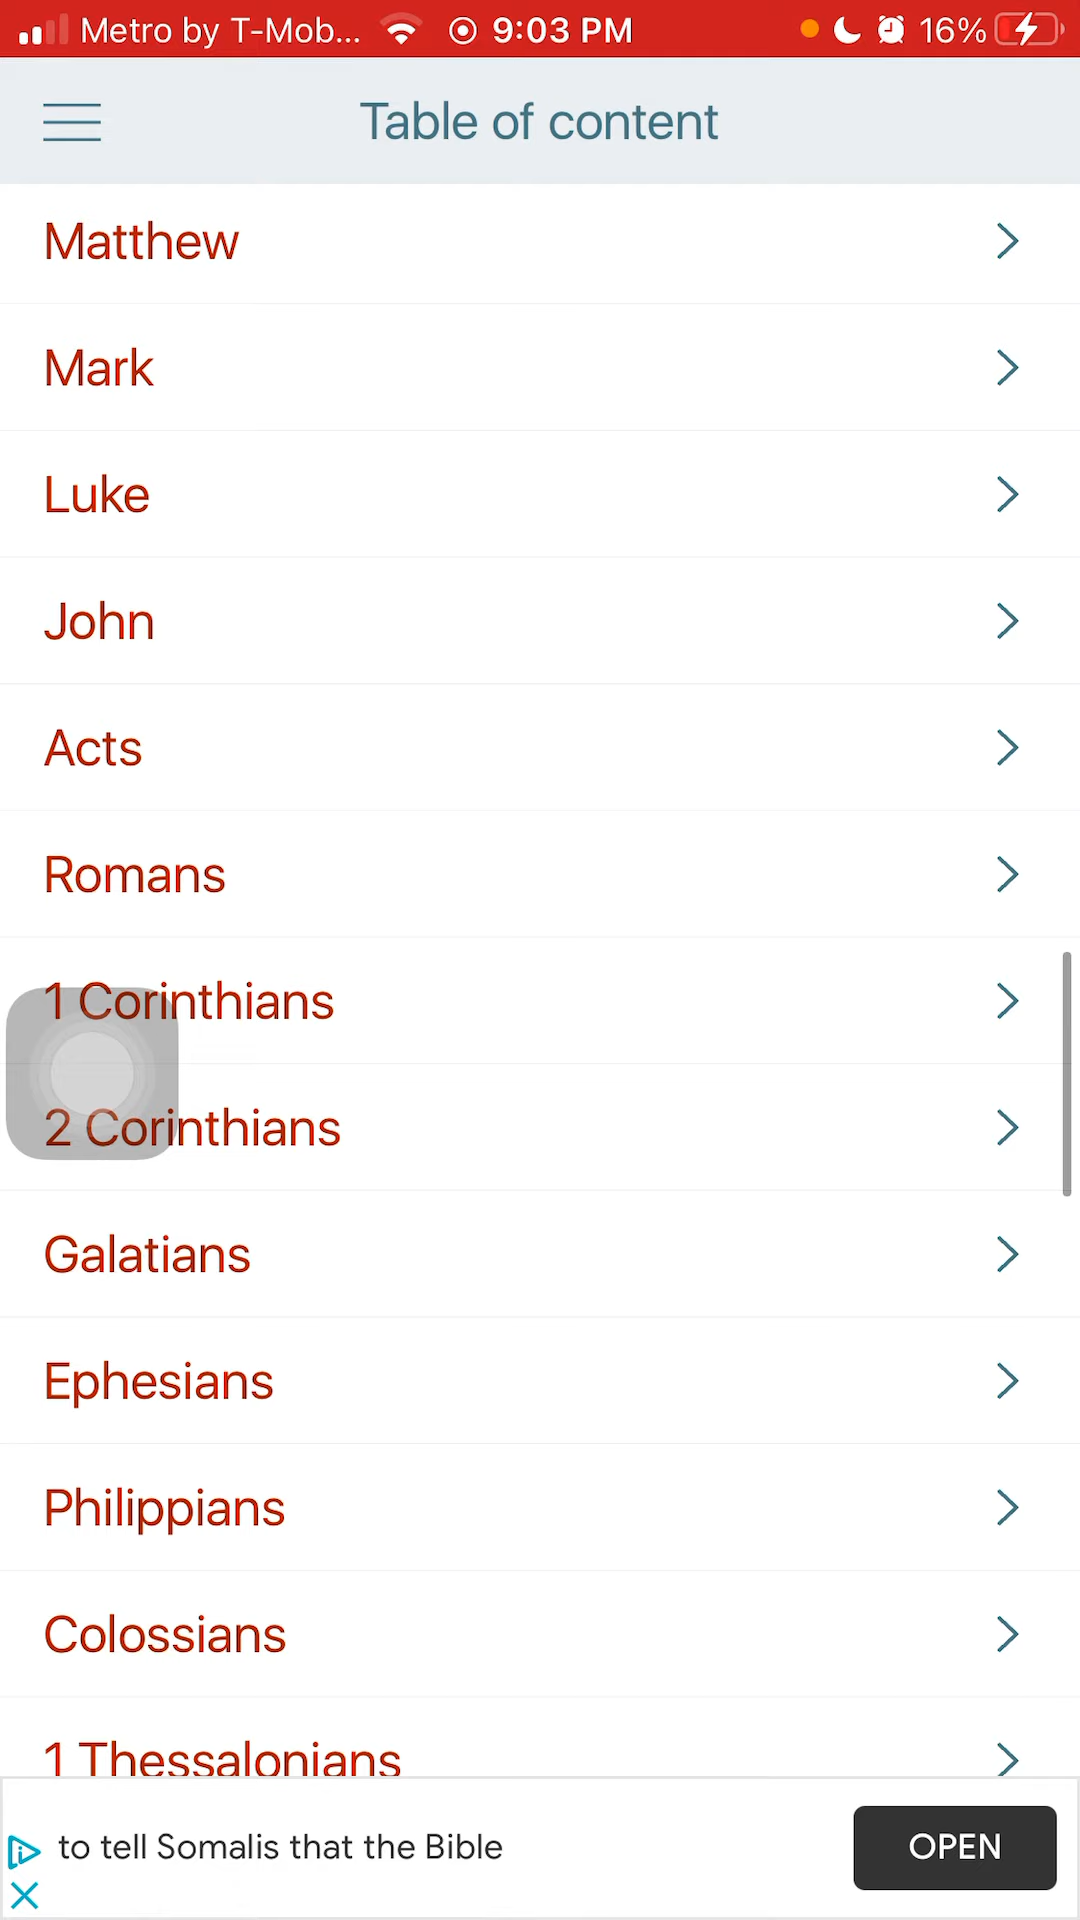 Metro by T-Mob... 9:03 PM 16%
Table of content
Matthew
Mark
Luke
John
Acts
Romans
1 Corinthians
2 Corinthians
Galatians
Ephesians
Philippians
Colossians
1 Thessalonians
to tell Somalis that the Bible
OPEN